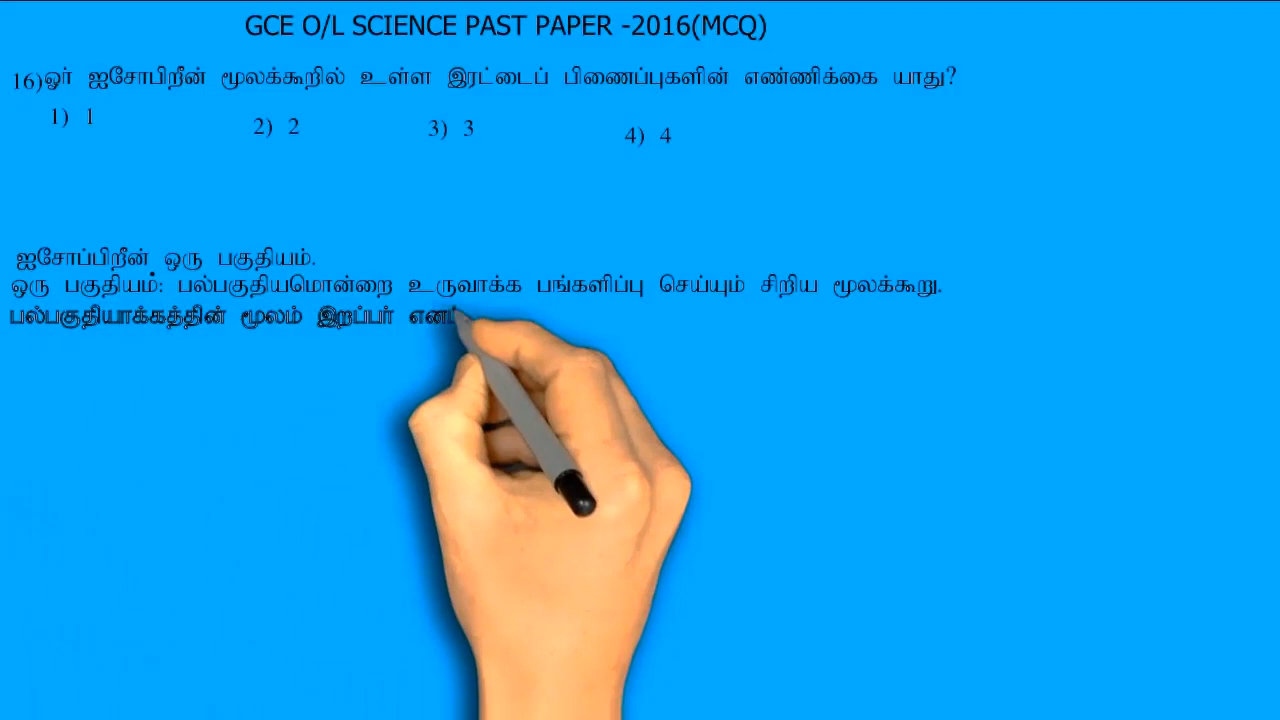 GCE O/L SCIENCE PAST PAPER -2016(MCQ)
16)ஓர் ஐசோபிறீன் மூலக்கூறில் உள்ள இரட்டைப் பிணைப்புகளின் எண்ணிக்கை யாது?
1) 1 2) 2 3) 3 4) 4
ஐசோப்பிறீன் ஒரு பகுதியம்.
ஒரு பகுதியம்: பல்பகுதியமொன்றை உருவாக்க பங்களிப்பு செய்யும் சிறிய மூலக்கூறு.
பல்பகுதியாக்கத்தின் மூலம் இறப்பர்